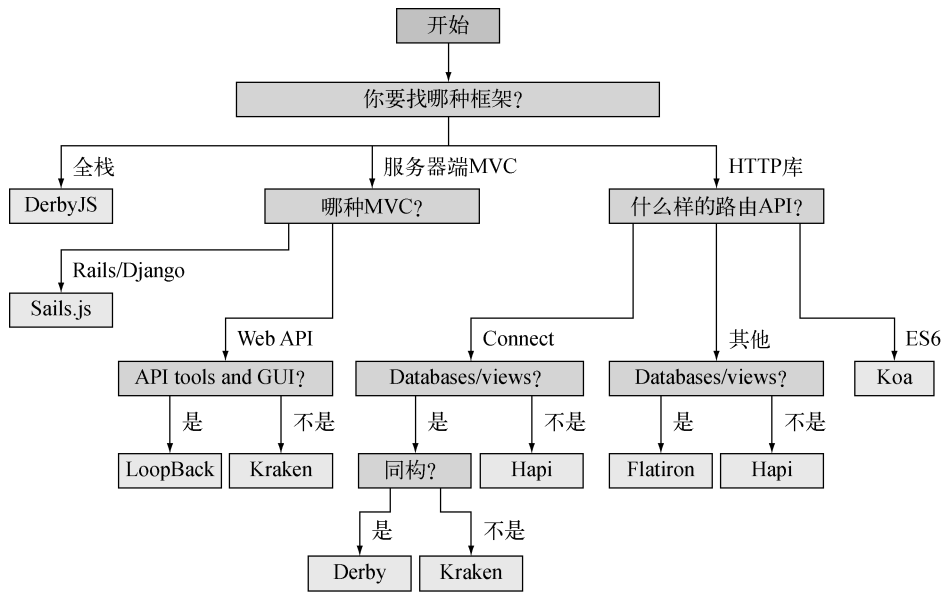 开始
你要找哪种框架？
全栈
服务器端MVC
HTTP库
DerbyJS
哪种MVC？
什么样的路由API？
Rails/Django
Sails.js
Web API
Connect
其他
ES6
API tools and GUI？
Databases/views？
Databases/views？
Koa
是
不是
是
不是
是
不是
LoopBack
Kraken
同构？
Hapi
Flatiron
Hapi
是
不是
Derby
Kraken